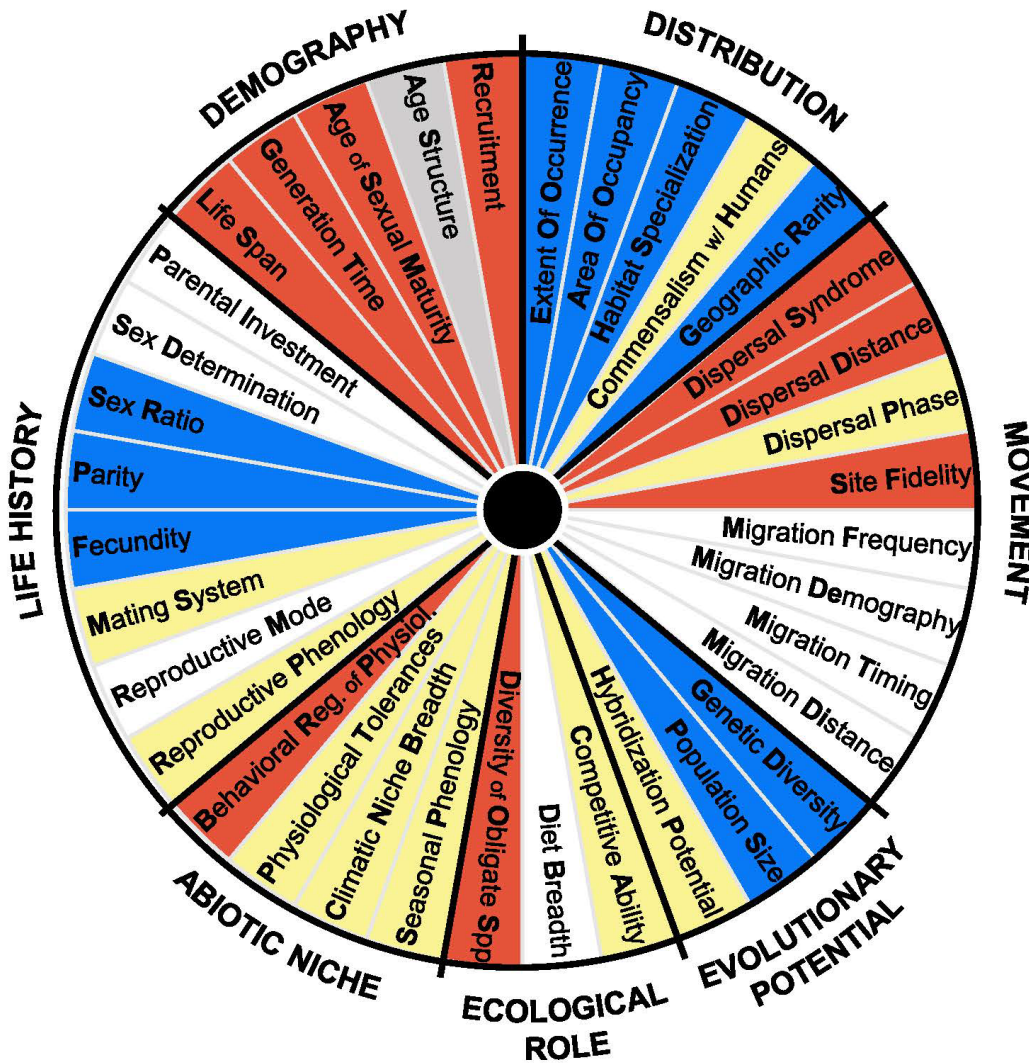 DEMOGRAPHY
DISTRIBUTION
MOVEMENT
EVOLUTIONARY
POTENTIAL
ECOLOGICAL
ROLE
ABIOTIC NICHE
LIFE HISTORY
Extent Of Occurrence
Area Of Occupancy
Habitat Specialization
Commensalism w/ Humans
Geographic Rarity
Dispersal Syndrome
Dispersal Distance
Dispersal Phase
Site Fidelity
Migration Frequency
Migration Demography
Migration Timing
Migration Distance
Genetic Diversity
Population Size
Hybridization Potential
Competitive Ability
Diet Breadth
Diversity of Obligate Spp
Seasonal Phenology
Climatic Niche Breadth
Physiological Tolerances
Behavioral Reg. of Physiol.
Reproductive Phenology
Reproductive Mode
Mating System
Fecundity
Parity
Sex Ratio
Sex Determination
Parental Investment
Life Span
Generation Time
Age of Sexual Maturity
Age Structure
Recruitment